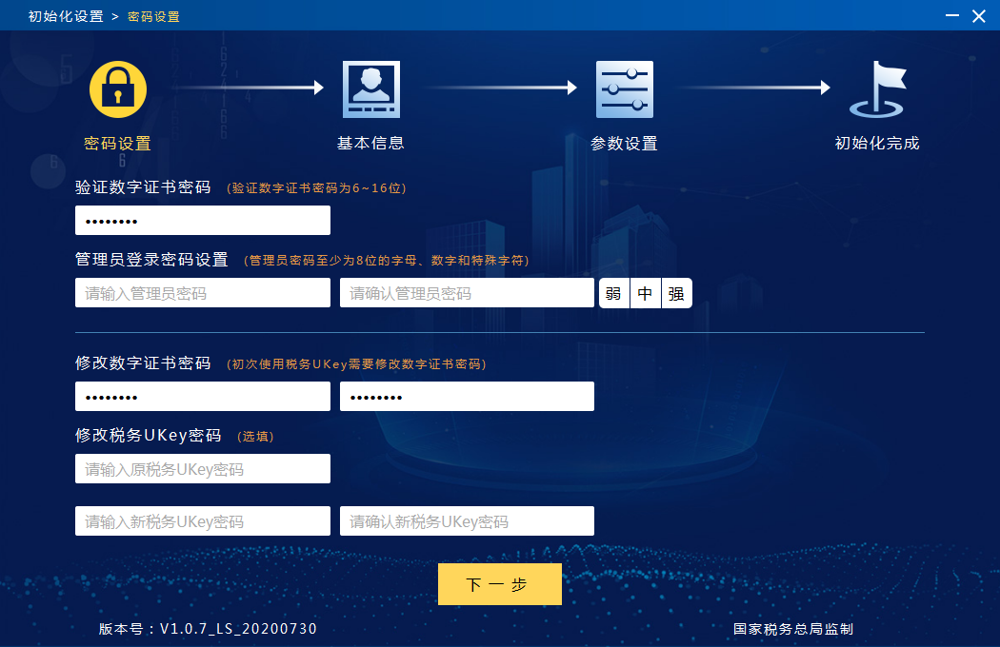 初始化设置 > 密码设置
密码设置 基本信息 参数设置 初始化完成
验证数字证书密码 (验证数字证书密码为6~16位)
••••••••
管理员登录密码设置 (管理员密码至少为8位的字母、数字和特殊字符)
请输入管理员密码 请确认管理员密码 弱 中 强
修改数字证书密码 (初次使用税务UKey需要修改数字证书密码)
•••••••• ••••••••
修改税务UKey密码 (选填)
请输入原税务UKey密码
请输入新税务UKey密码 请确认新税务UKey密码
下一步
版本号：V1.0.7_LS_20200730 国家税务总局监制